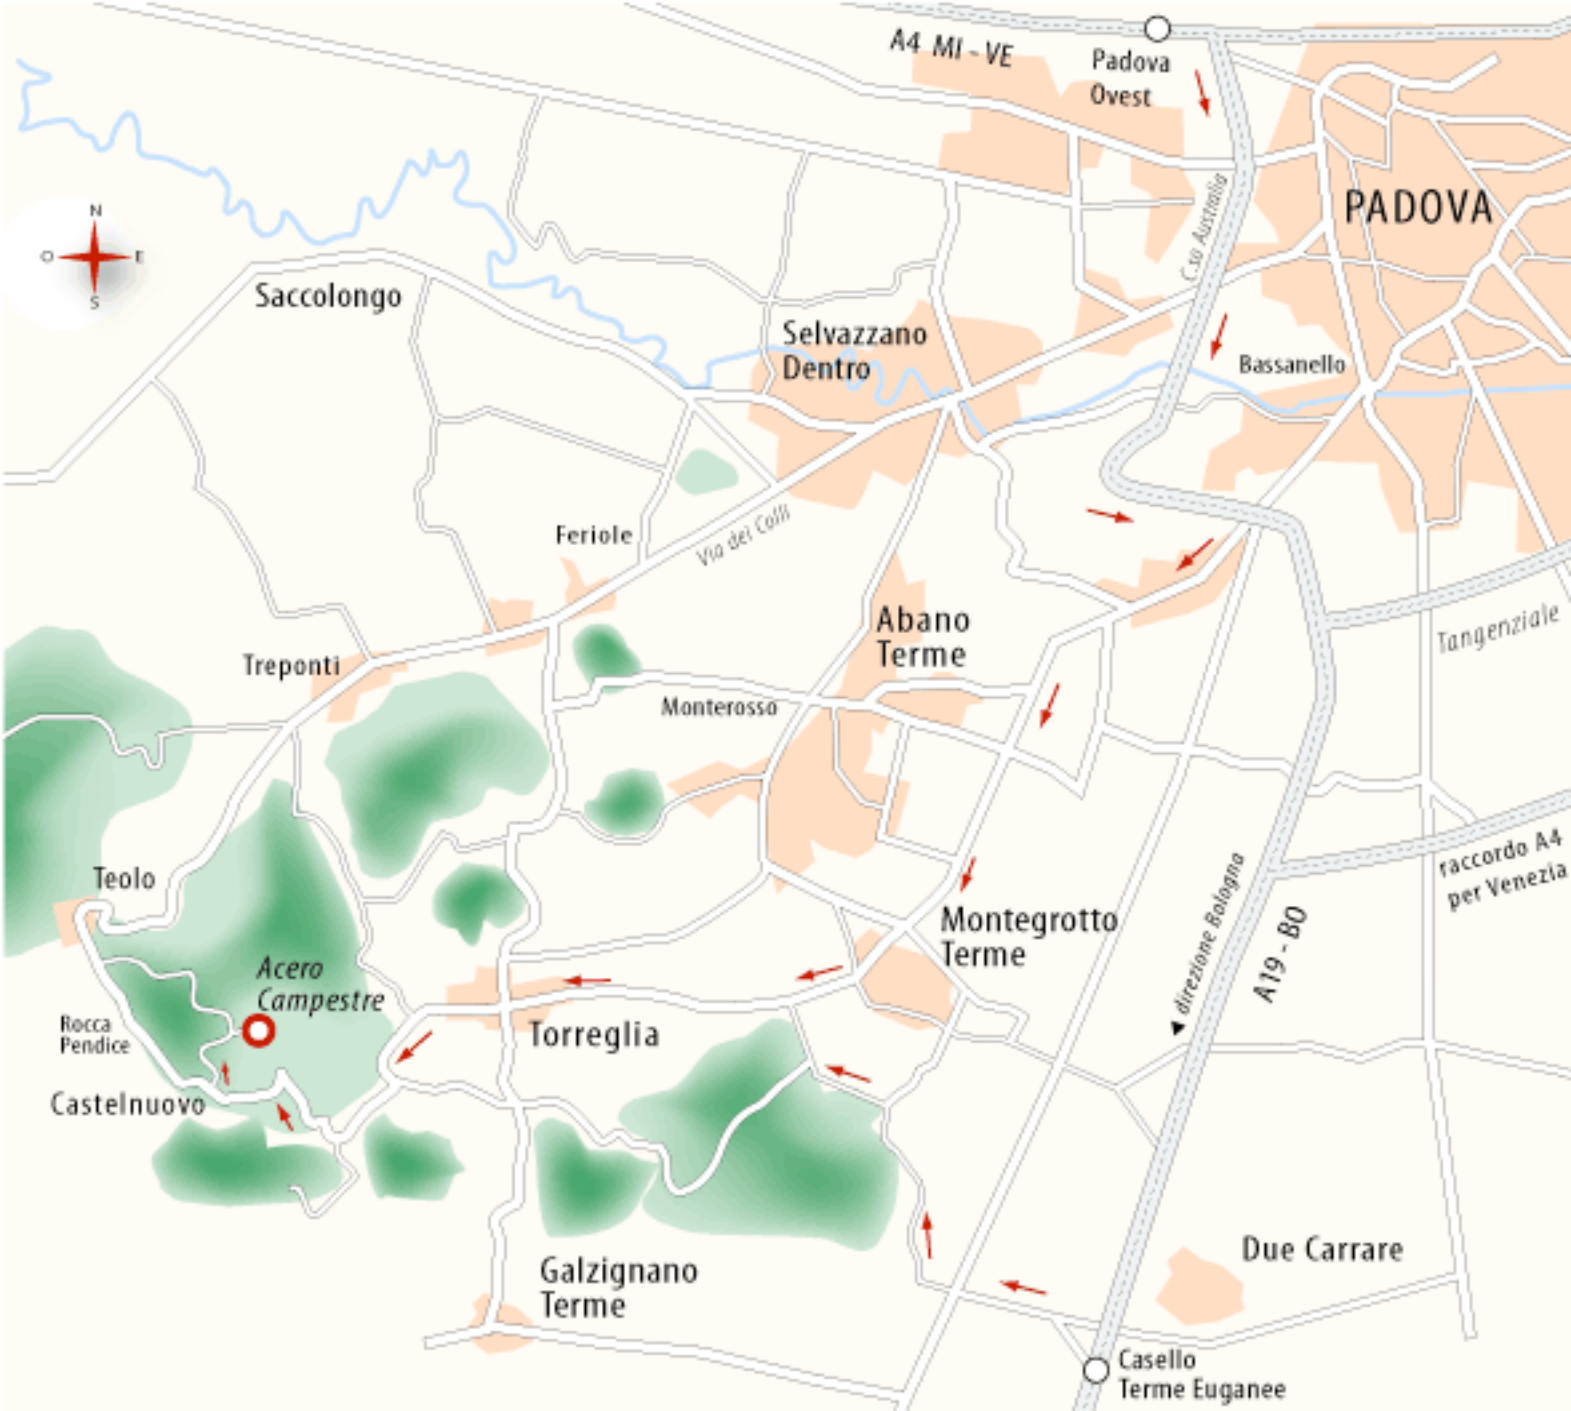 A4 MI - VE
Padova
Ovest
PADOVA
C.so Australia
N
O
E
S
Saccolongo
Selvazzano
Dentro
Bassanello
Feriole
Via dei Colli
Abano
Terme
Tangenziale
Treponti
Monterosso
raccordo A4
per Venezia
Teolo
Montegrotto
Terme
direzione Bologna
A19 - BO
Acero
Campestre
Rocca
Pendice
Torreglia
Castelnuovo
Due Carrare
Galzignano
Terme
Casello
Terme Euganee